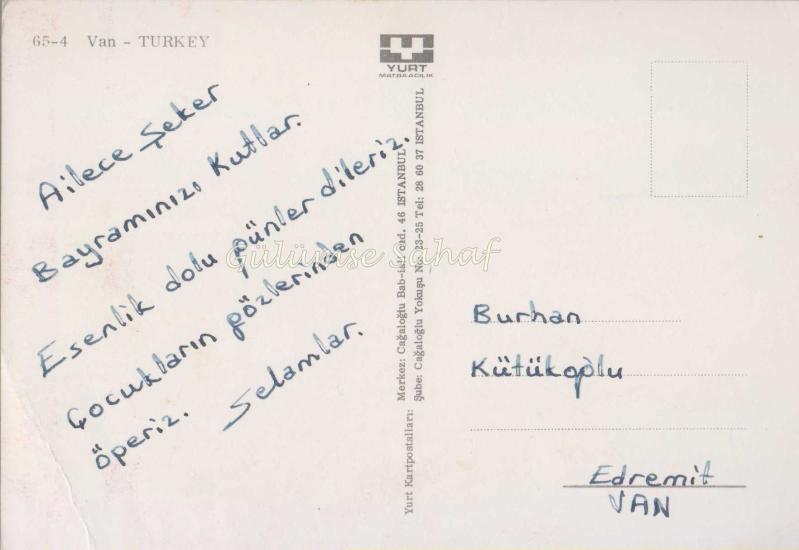 65-4 Van - TURKEY
YURT
MATBAACILIK
Ailece Şeker
Bayramınızı Kutlar.
Esenlik dolu günler dileriz.
Çocukların gözlerinden
öperiz. Selamlar.
Gülümse Sahaf
Yurt Kartpostalları: Merkez: Cağaloğlu Bab-ıali cad. 46 İSTANBUL
Şube: Cağaloğlu Yokuşu No: 23-25 Tel: 28 60 37 İSTANBUL
Burhan
Kütükoğlu
Edremit
VAN